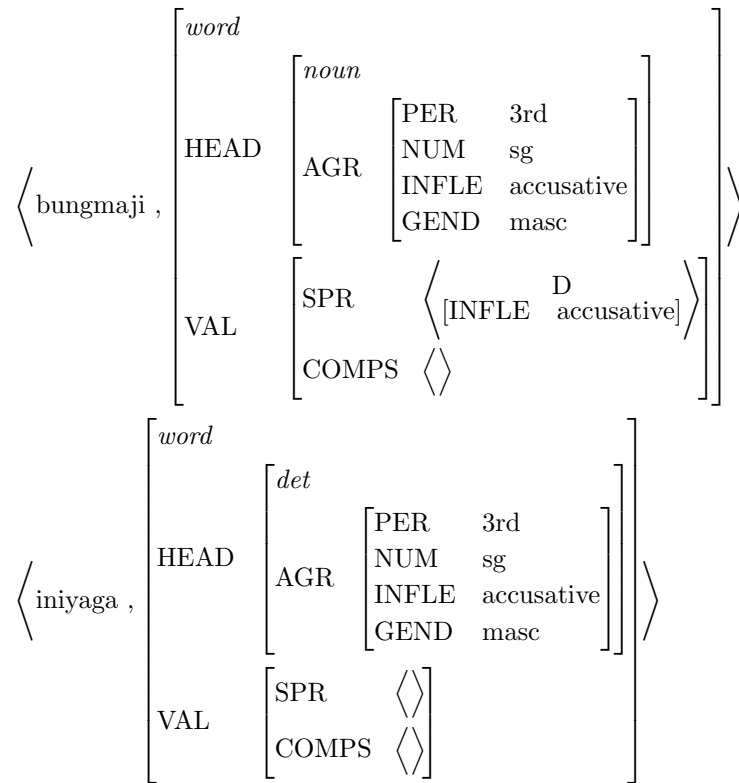 word
noun
PER 3rd
HEAD
NUM sg
AGR
INFLE accusative
GEND masc
⟨bungmaji ,
⟩
D
SPR ⟨[INFLE accusative]⟩
VAL
COMPS ⟨⟩
word
det
PER 3rd
HEAD
NUM sg
AGR
INFLE accusative
GEND masc
⟨iniyaga ,
⟩
SPR ⟨⟩
VAL
COMPS ⟨⟩